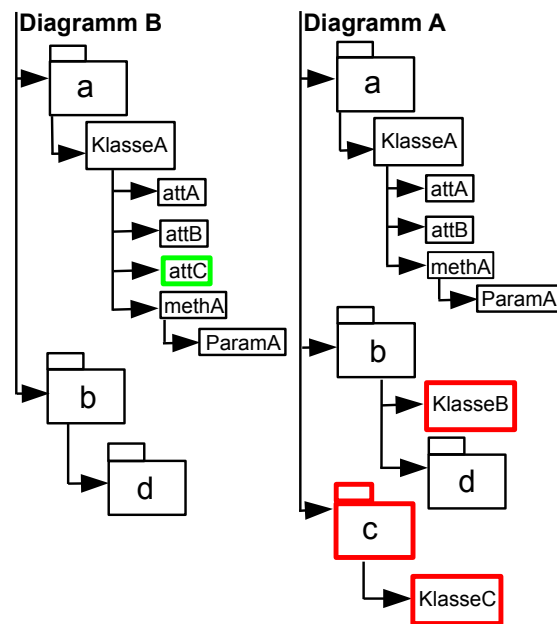 Diagramm B
a
KlasseA
attA
attB
attC
methA
ParamA
b
d
Diagramm A
a
KlasseA
attA
attB
methA
ParamA
b
KlasseB
d
c
KlasseC